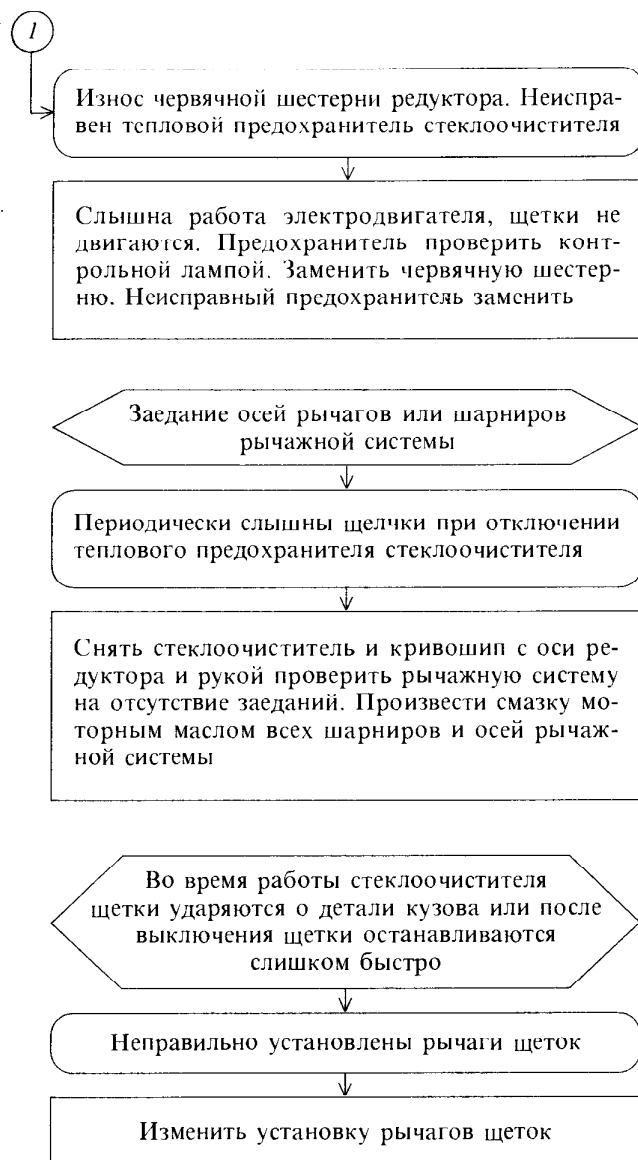 1
Износ червячной шестерни редуктора. Неиспра-
вен тепловой предохранитель стеклоочистителя
Слышна работа электродвигателя, щетки не
двигаются. Предохранитель проверить конт-
рольной лампой. Заменить червячную шестер-
ню. Неисправный предохранитель заменить
Заедание осей рычагов или шарниров
рычажной системы
Периодически слышны щелчки при отключении
теплового предохранителя стеклоочистителя
Снять стеклоочиститель и кривошип с оси ре-
дуктора и рукой проверить рычажную систему
на отсутствие заеданий. Произвести смазку мо-
торным маслом всех шарниров и осей рычаж-
ной системы
Во время работы стеклоочистителя
щетки ударяются о детали кузова или после
выключения щетки останавливаются
слишком быстро
Неправильно установлены рычаги щеток
Изменить установку рычагов щеток